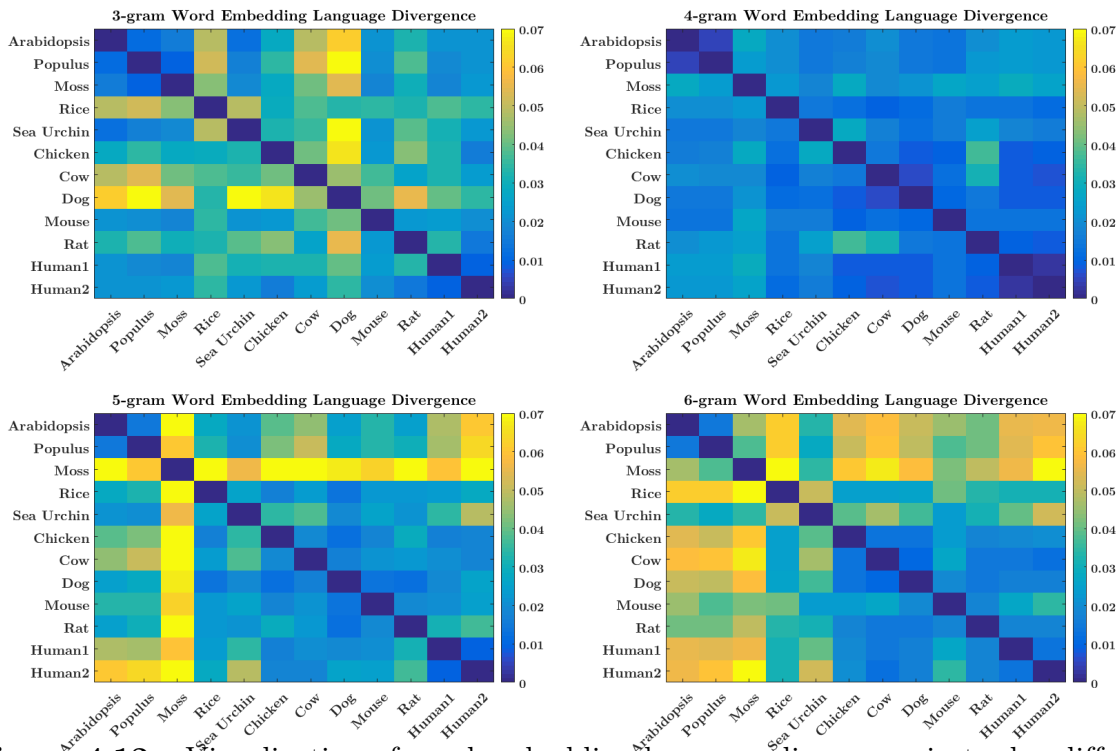 3-gram Word Embedding Language Divergence
Arabidopsis
Populus
Moss
Rice
Sea Urchin
Chicken
Cow
Dog
Mouse
Rat
Human1
Human2
0.07
0.06
0.05
0.04
0.03
0.02
0.01
0
Arabidopsis
Populus
Moss
Rice
Sea Urchin
Chicken
Cow
Dog
Mouse
Rat
Human1
Human2
4-gram Word Embedding Language Divergence
Arabidopsis
Populus
Moss
Rice
Sea Urchin
Chicken
Cow
Dog
Mouse
Rat
Human1
Human2
0.07
0.06
0.05
0.04
0.03
0.02
0.01
0
Arabidopsis
Populus
Moss
Rice
Sea Urchin
Chicken
Cow
Dog
Mouse
Rat
Human1
Human2
5-gram Word Embedding Language Divergence
Arabidopsis
Populus
Moss
Rice
Sea Urchin
Chicken
Cow
Dog
Mouse
Rat
Human1
Human2
0.07
0.06
0.05
0.04
0.03
0.02
0.01
0
Arabidopsis
Populus
Moss
Rice
Sea Urchin
Chicken
Cow
Dog
Mouse
Rat
Human1
Human2
6-gram Word Embedding Language Divergence
Arabidopsis
Populus
Moss
Rice
Sea Urchin
Chicken
Cow
Dog
Mouse
Rat
Human1
Human2
0.07
0.06
0.05
0.04
0.03
0.02
0.01
0
Arabidopsis
Populus
Moss
Rice
Sea Urchin
Chicken
Cow
Dog
Mouse
Rat
Human1
Human2